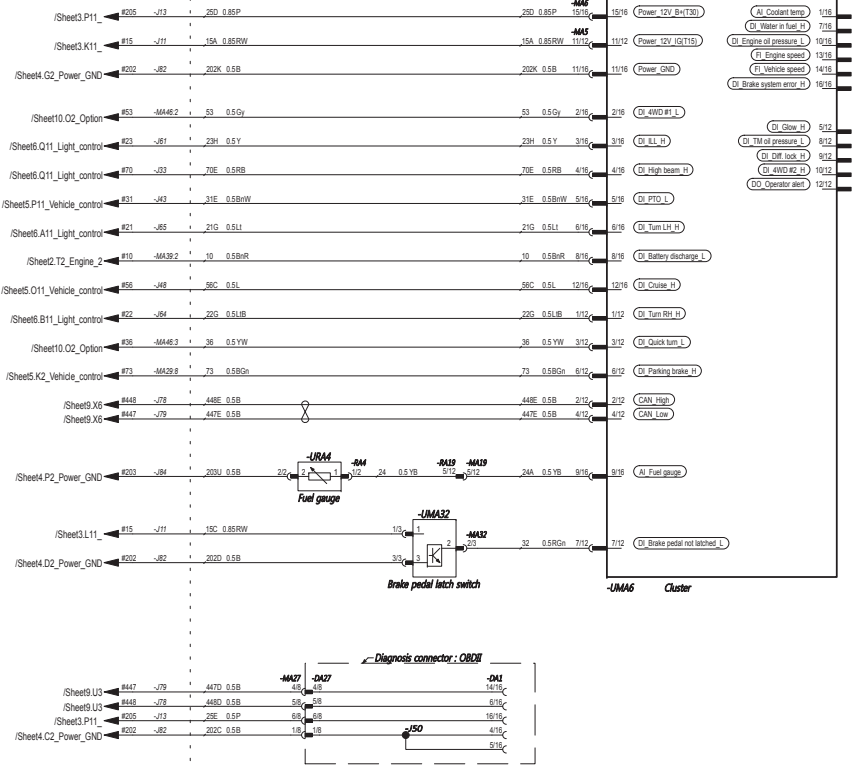 -MA6
/Sheet3.P11_ #205 -J13 25D 0.85P 25D 0.85P 15/16 15/16 Power_12V_B+(T30) AI_Coolant temp 1/16
DI_Water in fuel_H 7/16
-MA5
/Sheet3.K11_ #15 -J11 15A 0.85RW 15A 0.85RW 11/12 11/12 Power_12V_IG(T15) DI_Engine oil pressure_L 10/16
FI_Engine speed 13/16
/Sheet4.G2_Power_GND #202 -J82 202K 0.5B 202K 0.5B 11/16 11/16 Power_GND FI_Vehicle speed 14/16
DI_Brake system error_H 16/16
/Sheet10.O2_Option #53 -MA46:2 53 0.5Gy 53 0.5Gy 2/16 2/16 DI_4WD #1_L
DI_Glow_H 5/12
/Sheet6.Q11_Light_control #23 -J61 23H 0.5Y 23H 0.5Y 3/16 3/16 DI_ILL_H DI_TM oil pressure_L 8/12
DI_Diff. lock_H 9/12
/Sheet6.Q11_Light_control #70 -J33 70E 0.5RB 70E 0.5RB 4/16 4/16 DI_High beam_H DI_4WD #2_H 10/12
DO_Operator alert 12/12
/Sheet5.P11_Vehicle_control #31 -J43 31E 0.5BnW 31E 0.5BnW 5/16 5/16 DI_PTO_L
/Sheet6.A11_Light_control #21 -J65 21G 0.5Lt 21G 0.5Lt 6/16 6/16 DI_Turn LH_H
/Sheet2.T2_Engine_2 #10 -MA39:2 10 0.5BnR 10 0.5BnR 8/16 8/16 DI_Battery discharge_L
/Sheet5.O11_Vehicle_control #56 -J48 56C 0.5L 56C 0.5L 12/16 12/16 DI_Cruise_H
/Sheet6.B11_Light_control #22 -J64 22G 0.5LtB 22G 0.5LtB 1/12 1/12 DI_Turn RH_H
/Sheet10.O2_Option #36 -MA46:3 36 0.5YW 36 0.5YW 3/12 3/12 DI_Quick turn_L
/Sheet5.K2_Vehicle_control #73 -MA29:8 73 0.5BGn 73 0.5BGn 6/12 6/12 DI_Parking brake_H
/Sheet9.X6 #448 -J78 448E 0.5B 448E 0.5B 2/12 2/12 CAN_High
/Sheet9.X6 #447 -J79 447E 0.5B 447E 0.5B 4/12 4/12 CAN_Low
-URA4 -RA4 -RA19 -MA19
/Sheet4.P2_Power_GND #203 -J84 203U 0.5B 2/2 2 1 1/2 24 0.5YB 5/12 5/12 24A 0.5YB 9/16 9/16 AI_Fuel gauge
Fuel gauge
-UMA32
/Sheet3.L11_ #15 -J11 15C 0.85RW 1/3 1
-MA32
2 2/3 32 0.5RGn 7/12 7/12 DI_Brake pedal not latched_L
/Sheet4.D2_Power_GND #202 -J82 202D 0.5B 3/3 3
Brake pedal latch switch
-UMA6 Cluster
Diagnosis connector : OBDII
-MA27 -DA27 -DA1
/Sheet9.U3 #447 -J79 447D 0.5B 4/8 4/8 14/16
/Sheet9.U3 #448 -J78 448D 0.5B 5/8 5/8 6/16
/Sheet3.P11_ #205 -J13 25E 0.5P 6/8 6/8 16/16
/Sheet4.C2_Power_GND #202 -J82 202C 0.5B 1/8 1/8 -J50 4/16
5/16